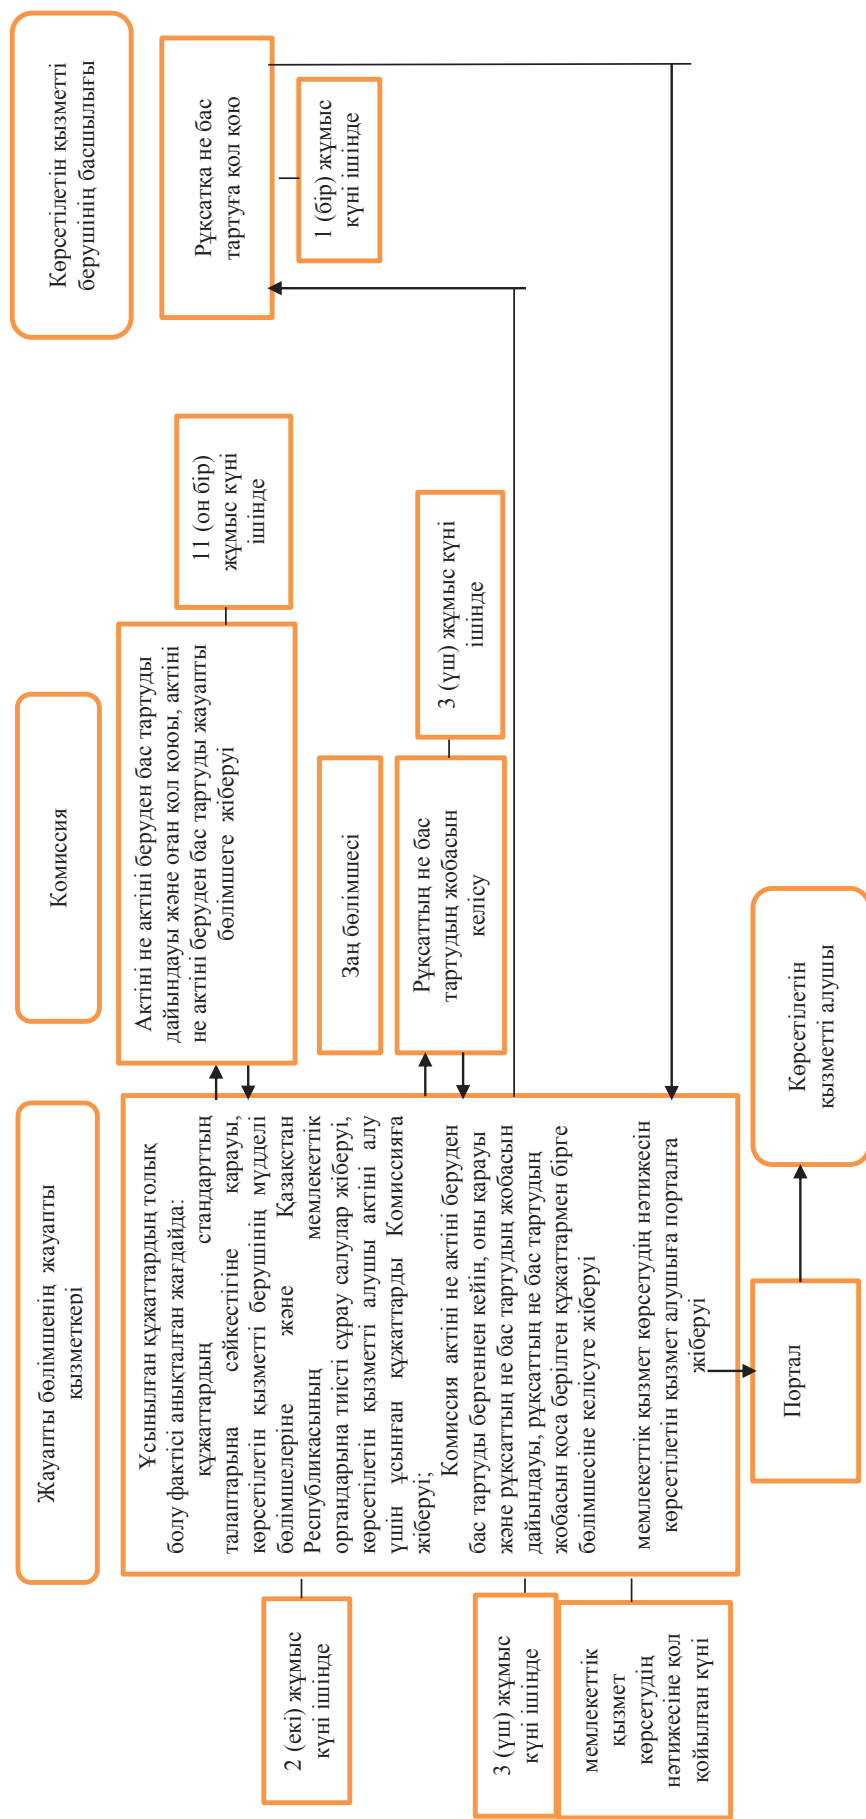 Жауапты бөлімшенің жауапты
қызметкері
Комиссия
Көрсетілетін қызметті
берушінің басшылығы
2 (екі) жұмыс
күні ішінде
3 (үш) жұмыс
күні ішінде
мемлекеттік
қызмет
көрсетудің
нәтижесіне қол
қойылған күні
Ұсынылған құжаттардың толық
болу фактісі анықталған жағдайда:
құжаттардың стандарттың
талаптарына сәйкестігіне қарауы,
көрсетілетін қызметті берушінің мүдделі
бөлімшелеріне және Қазақстан
Республикасының мемлекеттік
органдарына тиісті сұрау салулар жіберуі,
көрсетілетін қызметті алушы актіні алу
үшін ұсынған құжаттарды Комиссияға
жіберуі;
Комиссия актіні не актіні беруден
бас тартуды бергеннен кейін, оны қарауы
және рұқсаттың не бас тартудың жобасын
дайындауы, рұқсаттың не бас тартудың
жобасын қоса берілген құжаттармен бірге
бөлімшесіне келісуге жіберуі
мемлекеттік қызмет көрсетудің нәтижесін
көрсетілетін қызмет алушыға порталға
жіберуі
Актіні не актіні беруден бас тартуды
дайындауы және оған қол қоюы, актіні
не актіні беруден бас тартуды жауапты
бөлімшеге жіберуі
11 (он бір)
жұмыс күні
ішінде
Заң бөлімшесі
Рұқсаттың не бас
тартудың жобасын
келісу
3 (үш) жұмыс күні
ішінде
Рұқсатқа не бас
тартуға қол қою
1 (бір) жұмыс
күні ішінде
Портал
Көрсетілетін
қызметті алушы